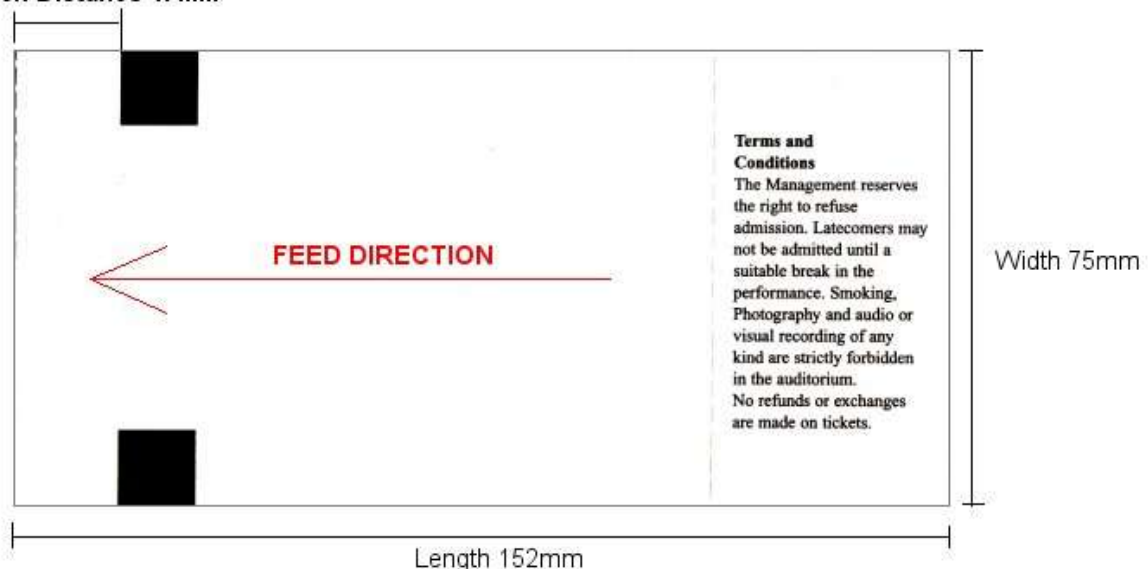 Distance
Terms and
Conditions
The Management reserves
the right to refuse
admission. Latecomers may
not be admitted until a
suitable break in the
performance. Smoking,
Photography and audio or
visual recording of any
kind are strictly forbidden
in the auditorium.
No refunds or exchanges
are made on tickets.
FEED DIRECTION
Width 75mm
Length 152mm